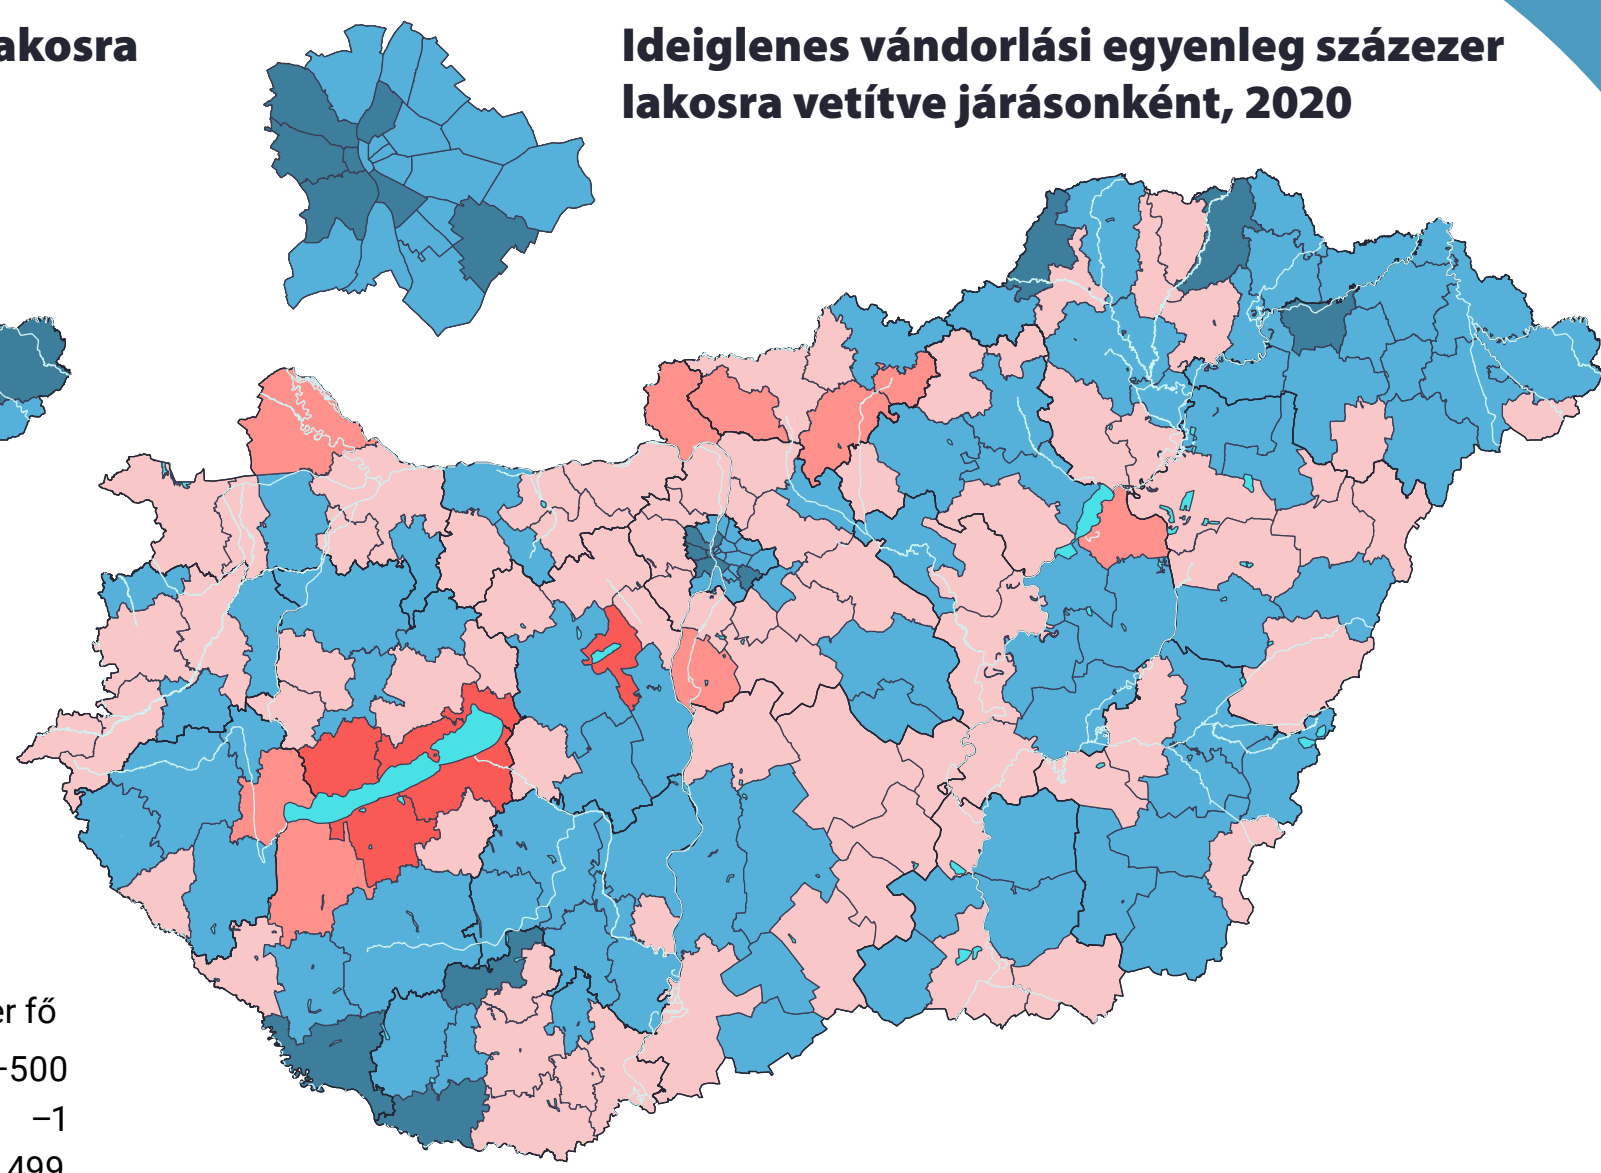 akosra
Ideiglenes vándorlási egyenleg százezer
lakosra vetítve járásonként, 2020
er fő
–500
–1
499